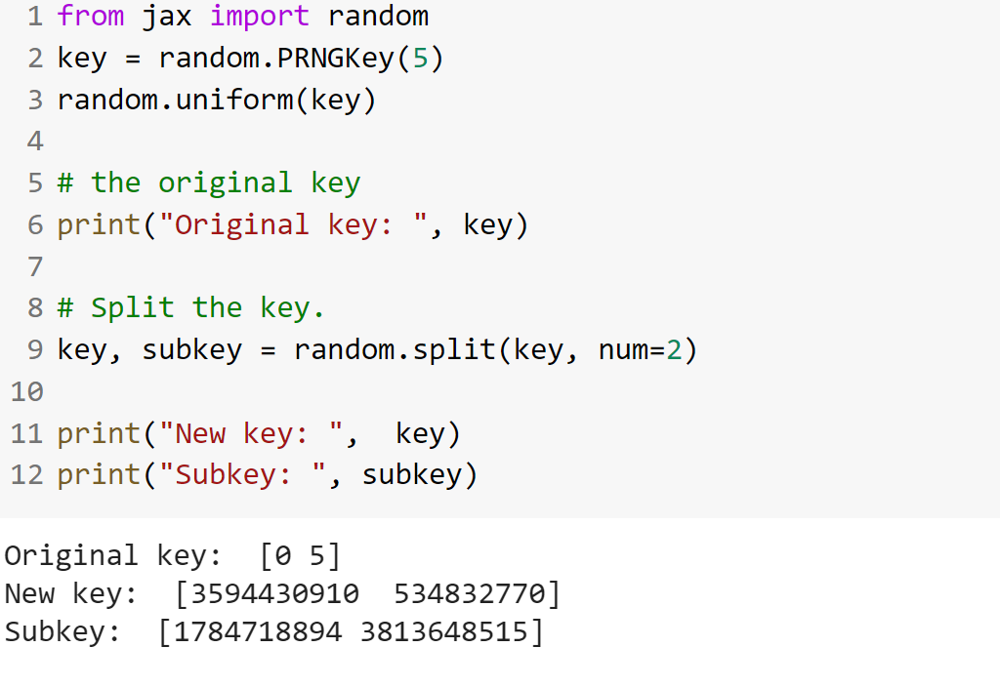 1 from jax import random
2 key = random.PRNGKey(5)
3 random.uniform(key)
4
5 # the original key
6 print("Original key: ", key)
7
8 # Split the key.
9 key, subkey = random.split(key, num=2)
10
11 print("New key: ",  key)
12 print("Subkey: ", subkey)
Original key:  [0 5]
New key:  [3594430910  534832770]
Subkey:  [1784718894 3813648515]